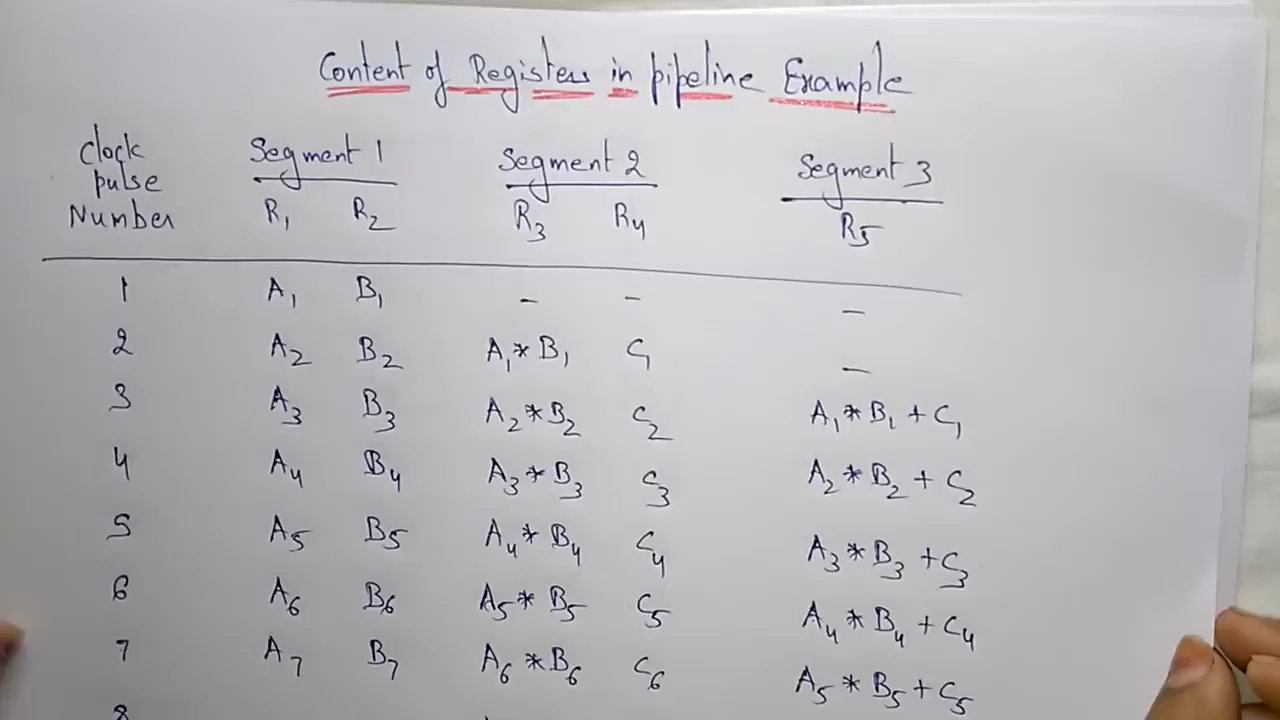 Content of Registers in pipeline Example
Clock pulse Number Segment 1 Segment 2 Segment 3
R1 R2 R3 R4 R5
1 A1 B1 - - -
2 A2 B2 A1 * B1 C1 -
3 A3 B3 A2 * B2 C2 A1 * B1 + C1
4 A4 B4 A3 * B3 C3 A2 * B2 + C2
5 A5 B5 A4 * B4 C4 A3 * B3 + C3
6 A6 B6 A5 * B5 C5 A4 * B4 + C4
7 A7 B7 A6 * B6 C6 A5 * B5 + C5
8